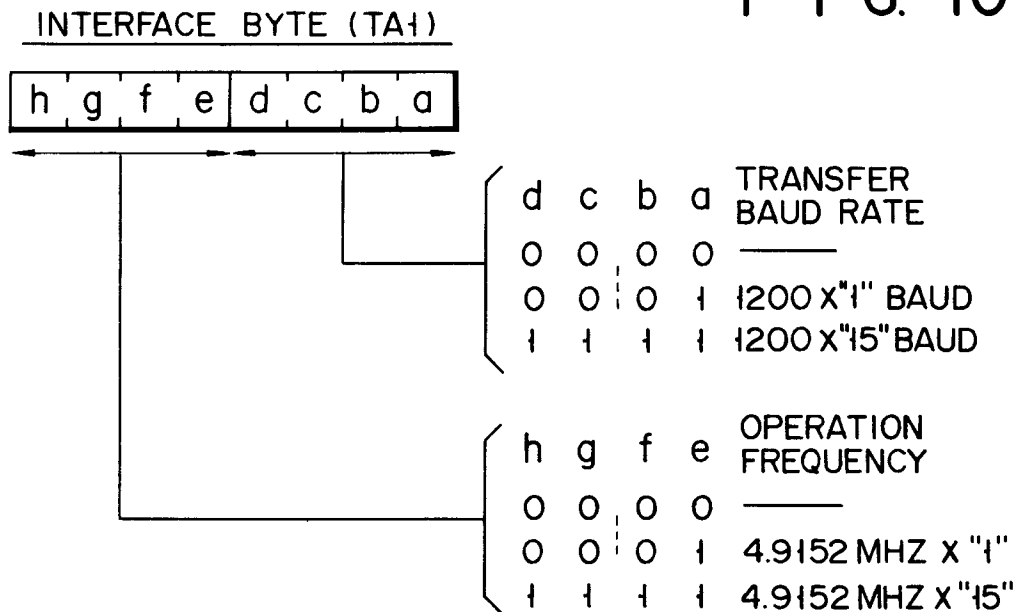 FIG. 10
INTERFACE BYTE (TA1)
h g f e d c b a
d c b a TRANSFER BAUD RATE
0 0 0 0 ———
0 0 0 1 1200 X "1" BAUD
1 1 1 1 1200 X "15" BAUD
h g f e OPERATION FREQUENCY
0 0 0 0 ———
0 0 0 1 4.9152 MHZ X "1"
1 1 1 1 4.9152 MHZ X "15"